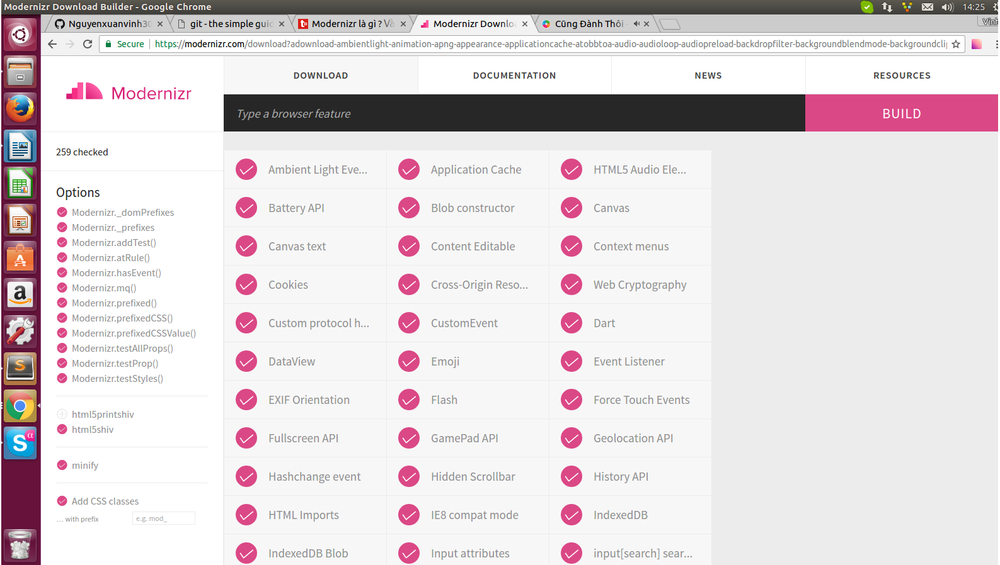 Modernizr Download Builder - Google Chrome
14:25
Nguyenxuanvinh30
git - the simple guid
Modernizr là gì ? Và
Modernizr Downlo
Cũng Đành Thôi
Vinh
Secure
https://modernizr.com/download?adownload-ambientlight-animation-apng-appearance-applicationcache-atobbtoa-audio-audioloop-audiopreload-backdropfilter-backgroundblendmode-backgroundcli
Modernizr
DOWNLOAD
DOCUMENTATION
NEWS
RESOURCES
Type a browser feature
BUILD
259 checked
Options
Modernizr._domPrefixes
Modernizr._prefixes
Modernizr.addTest()
Modernizr.atRule()
Modernizr.hasEvent()
Modernizr.mq()
Modernizr.prefixed()
Modernizr.prefixedCSS()
Modernizr.prefixedCSSValue()
Modernizr.testAllProps()
Modernizr.testProp()
Modernizr.testStyles()
html5printshiv
html5shiv
minify
Add CSS classes
... with prefix
e.g. mod_
Ambient Light Eve...
Application Cache
HTML5 Audio Ele...
Battery API
Blob constructor
Canvas
Canvas text
Content Editable
Context menus
Cookies
Cross-Origin Reso...
Web Cryptography
Custom protocol h...
CustomEvent
Dart
DataView
Emoji
Event Listener
EXIF Orientation
Flash
Force Touch Events
Fullscreen API
GamePad API
Geolocation API
Hashchange event
Hidden Scrollbar
History API
HTML Imports
IE8 compat mode
IndexedDB
IndexedDB Blob
Input attributes
input[search] sear...